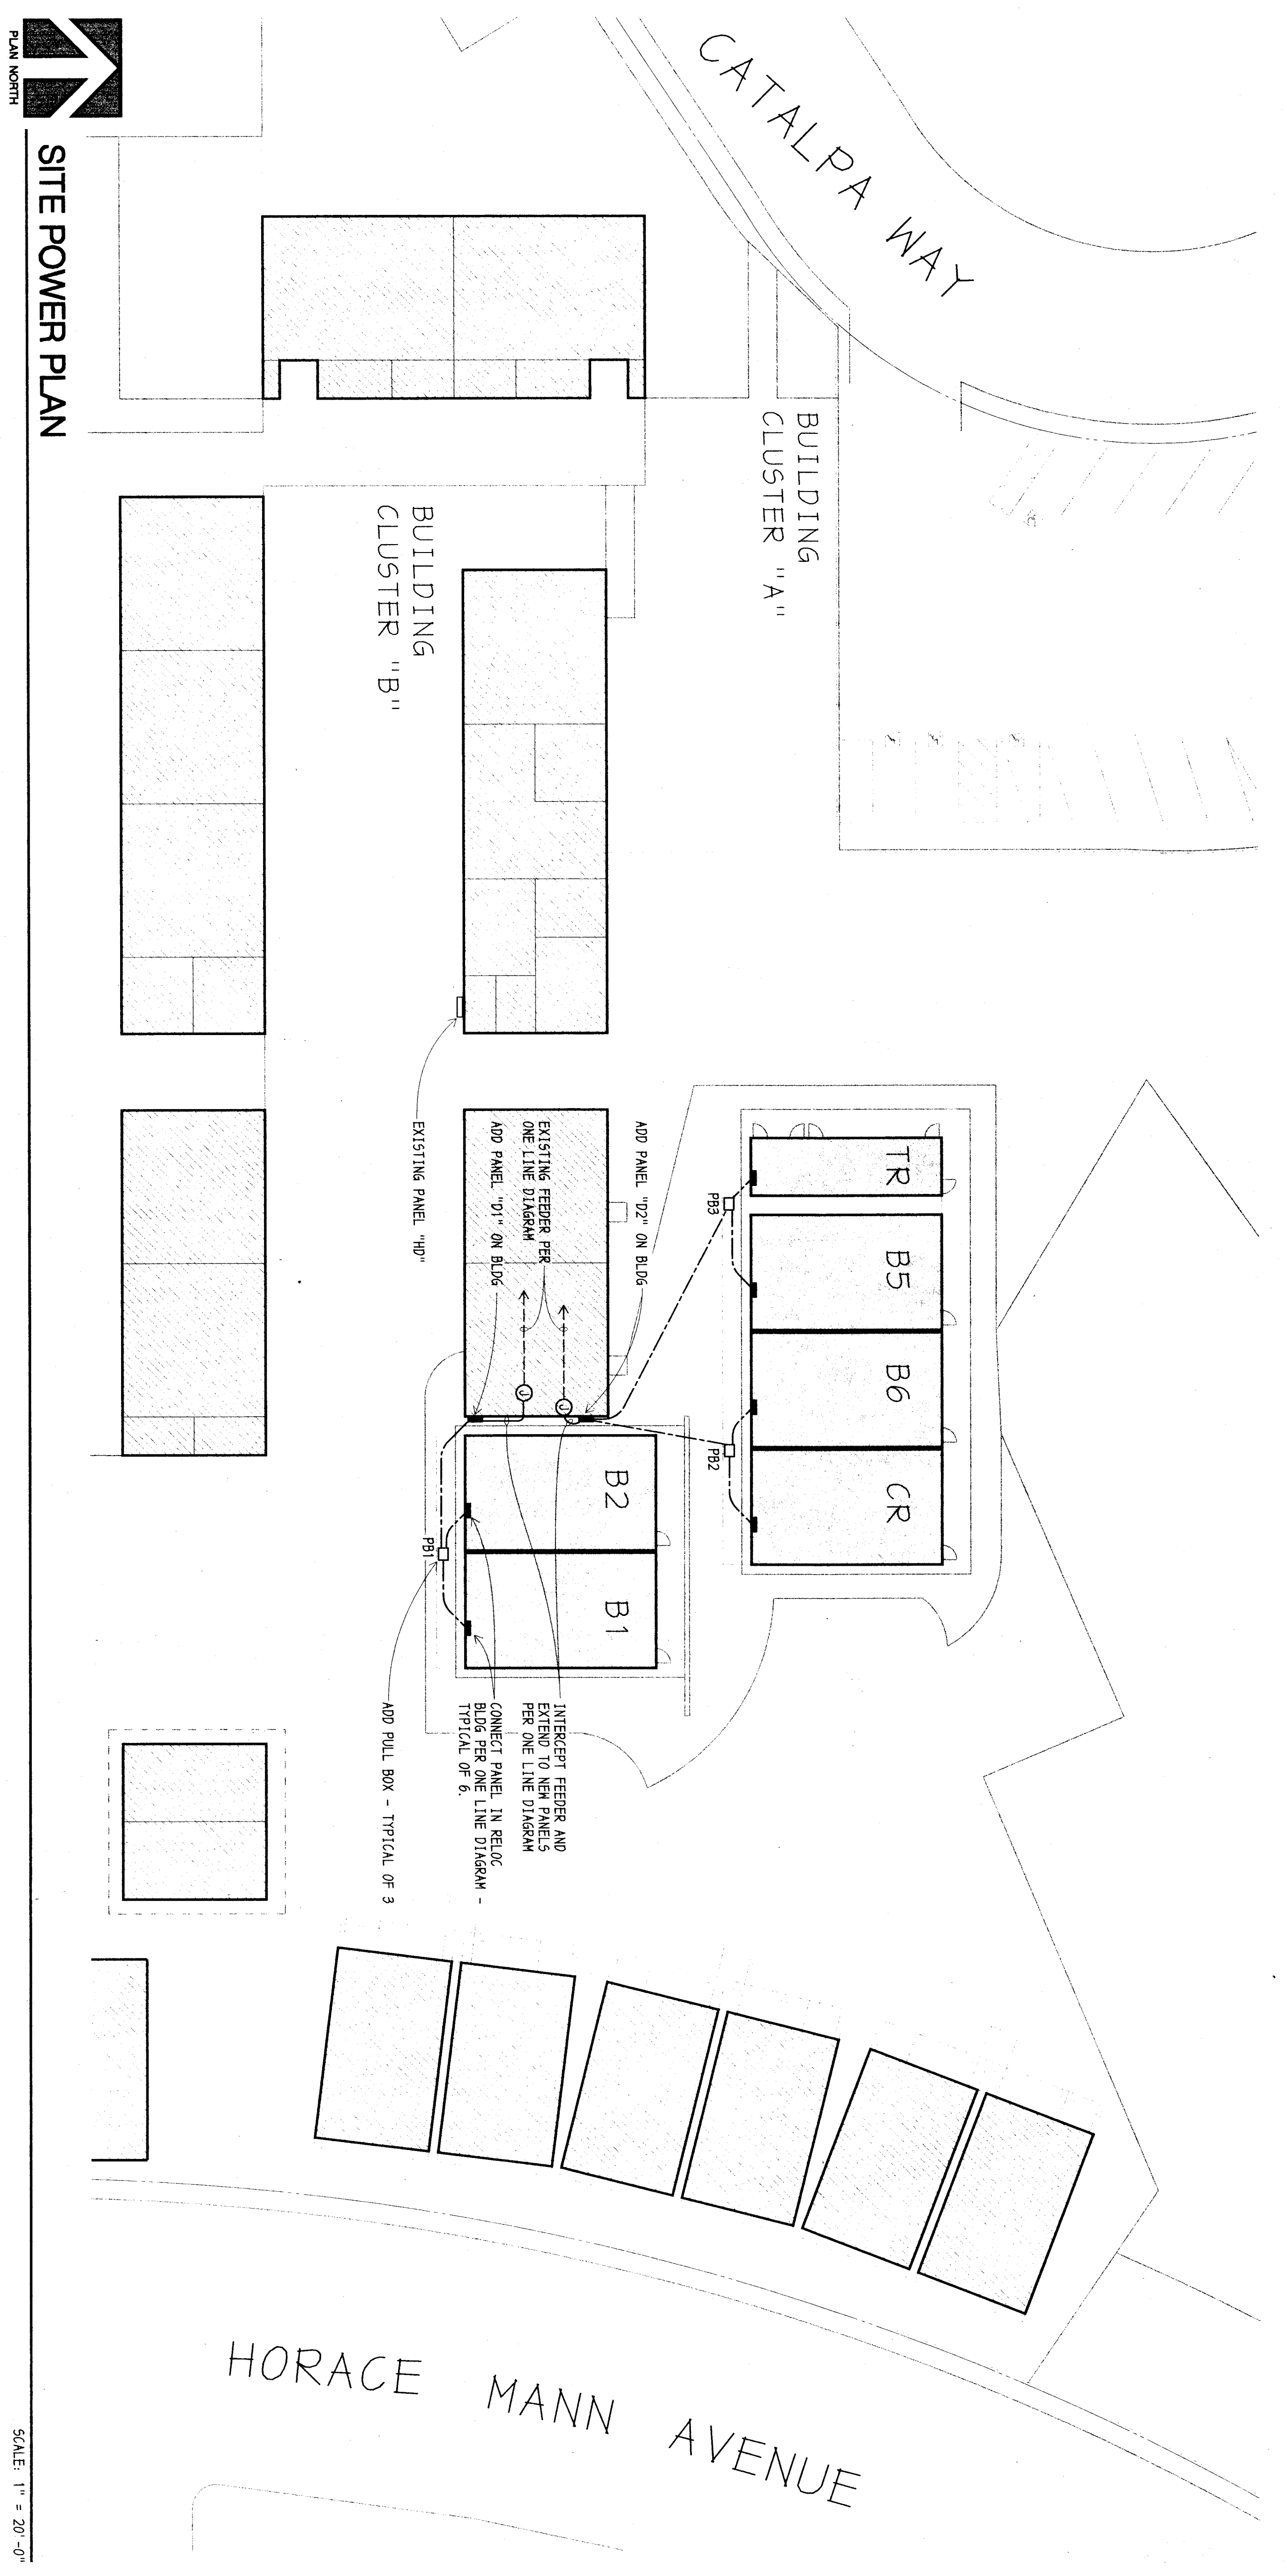 CATALPA WAY
BUILDING
CLUSTER "A"
BUILDING
CLUSTER "B"
TR
B5
B6
CR
PB3
PB2
ADD PANEL "D2" ON BLDG
EXISTING FEEDER PER
ONE LINE DIAGRAM
ADD PANEL "D1" ON BLDG
EXISTING PANEL "HD"
J
J
B2
B1
PB1
INTERCEPT FEEDER AND
EXTEND TO NEW PANELS
PER ONE LINE DIAGRAM
CONNECT PANEL IN RELOC
BLDG PER ONE LINE DIAGRAM -
TYPICAL OF 6.
ADD PULL BOX - TYPICAL OF 3
HORACE MANN AVENUE
PLAN NORTH
SITE POWER PLAN
SCALE: 1" = 20'-0"